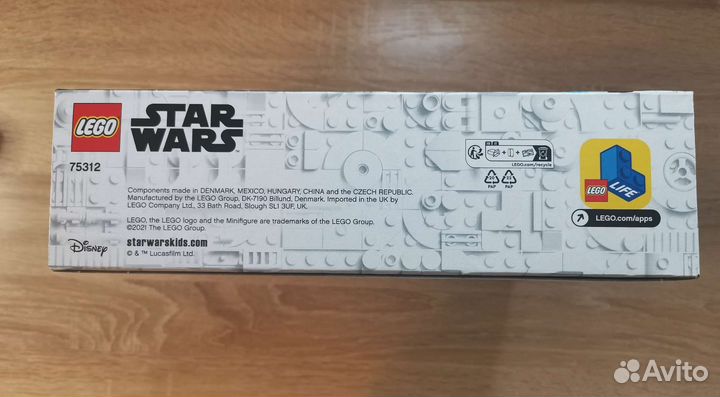 LEGO
STAR
WARS
75312
Components made in DENMARK, MEXICO, HUNGARY, CHINA and the CZECH REPUBLIC.
Manufactured by the LEGO Group, DK-7190 Billund, Denmark. Imported in the UK by
LEGO Company Ltd., 33 Bath Road, Slough SL1 3UF, UK.
LEGO, the LEGO logo and the Minifigure are trademarks of the LEGO Group.
©2021 The LEGO Group.
Disney
starwarskids.com
© & ™ Lucasfilm Ltd.
LEGO.com/recycle
PAP
PAP
LEGO
LIFE
LEGO.com/apps
Avito